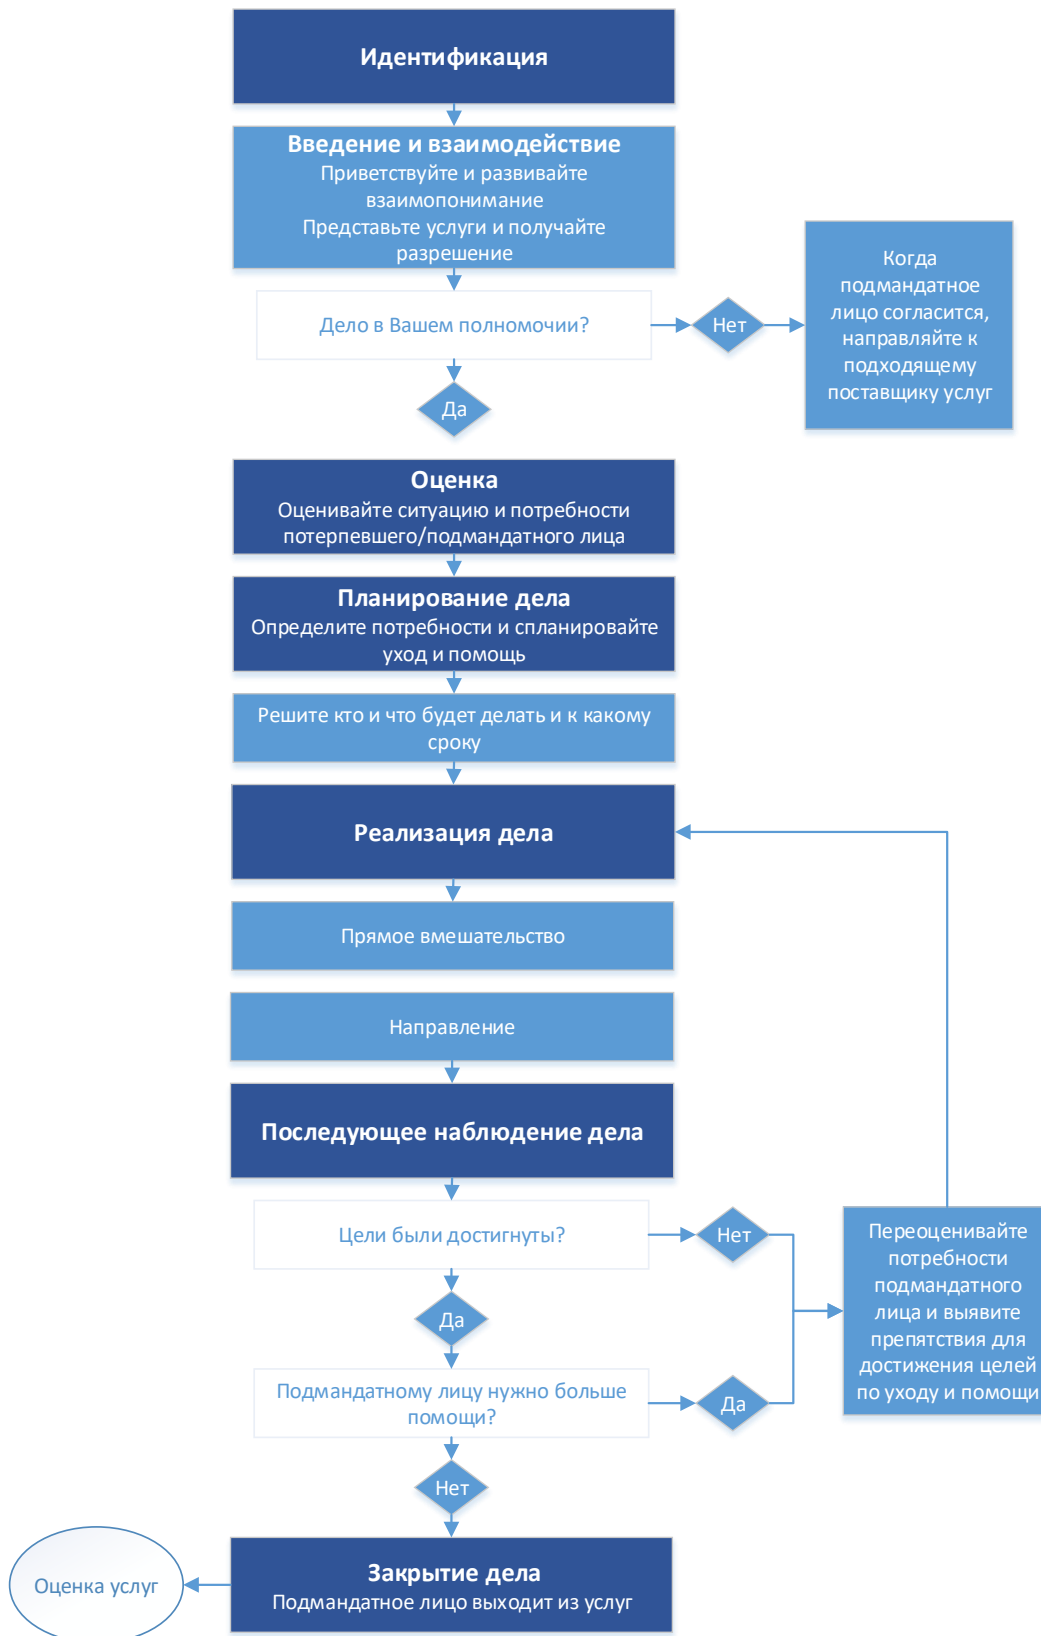 Идентификация
Введение и взаимодействие
Приветствуйте и развивайте
взаимопонимание
Представьте услуги и получайте
разрешение
Когда
подмандатное
лицо согласится,
направляйте к
подходящему
поставщику услуг
Дело в Вашем полномочии?
Нет
Да
Оценка
Оценивайте ситуацию и потребности
потерпевшего/подмандатного лица
Планирование дела
Определите потребности и спланировайте
уход и помощь
Решите кто и что будет делать и к какому
сроку
Реализация дела
Прямое вмешательство
Направление
Последующее наблюдение дела
Цели были достигнуты?
Нет
Переоценивайте
потребности
подмандатного
лица и выявите
препятствия для
достижения целей
по уходу и помощи
Да
Подмандатному лицу нужно больше
помощи?
Да
Нет
Закрытие дела
Подмандатное лицо выходит из услуг
Оценка услуг